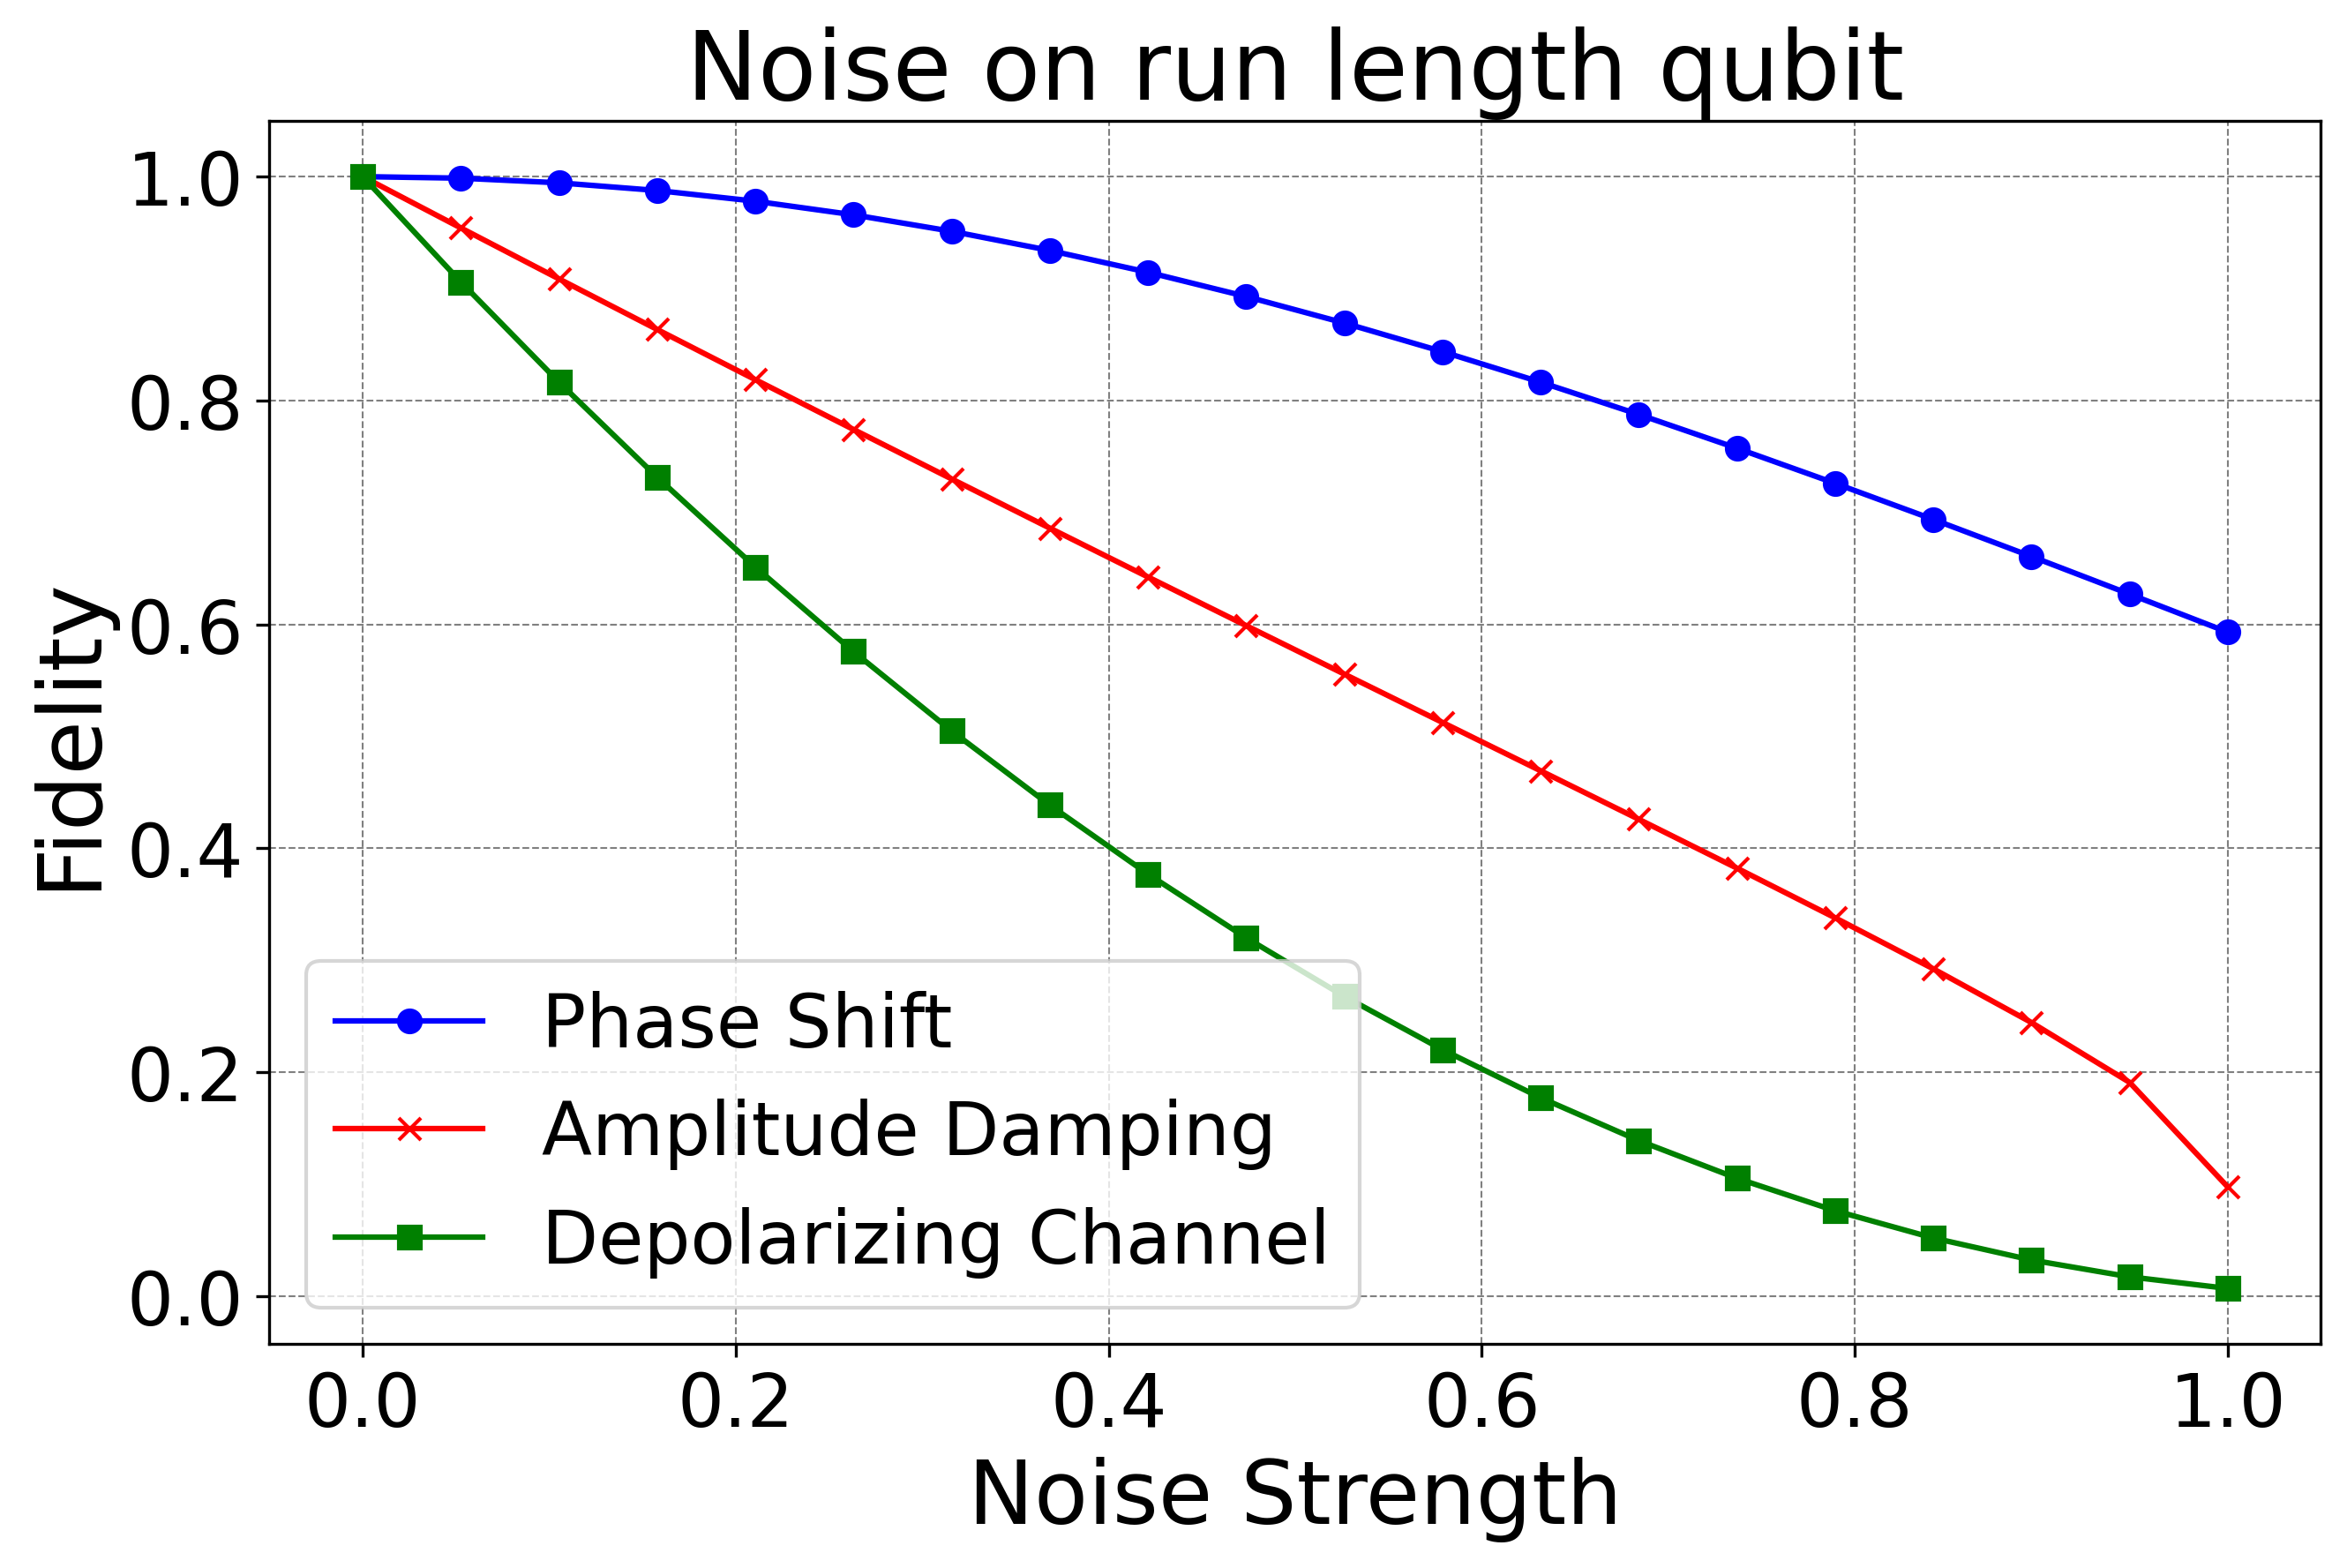 Noise on run length qubit
Fidelity
1.0
0.8
0.6
0.4
0.2
0.0
Phase Shift
Amplitude Damping
Depolarizing Channel
0.0 0.2 0.4 0.6 0.8 1.0
Noise Strength